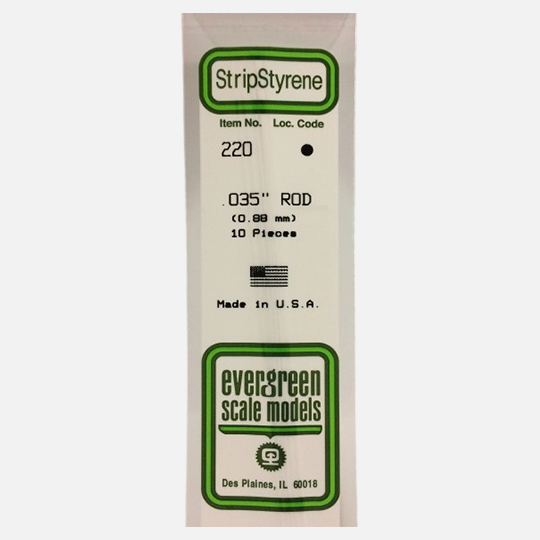 StripStyrene
Item No. Loc. Code
220 ●
.035" ROD
(0.88 mm)
10 Pieces
Made in U.S.A.
evergreen
scale models
Des Plaines, IL 60018